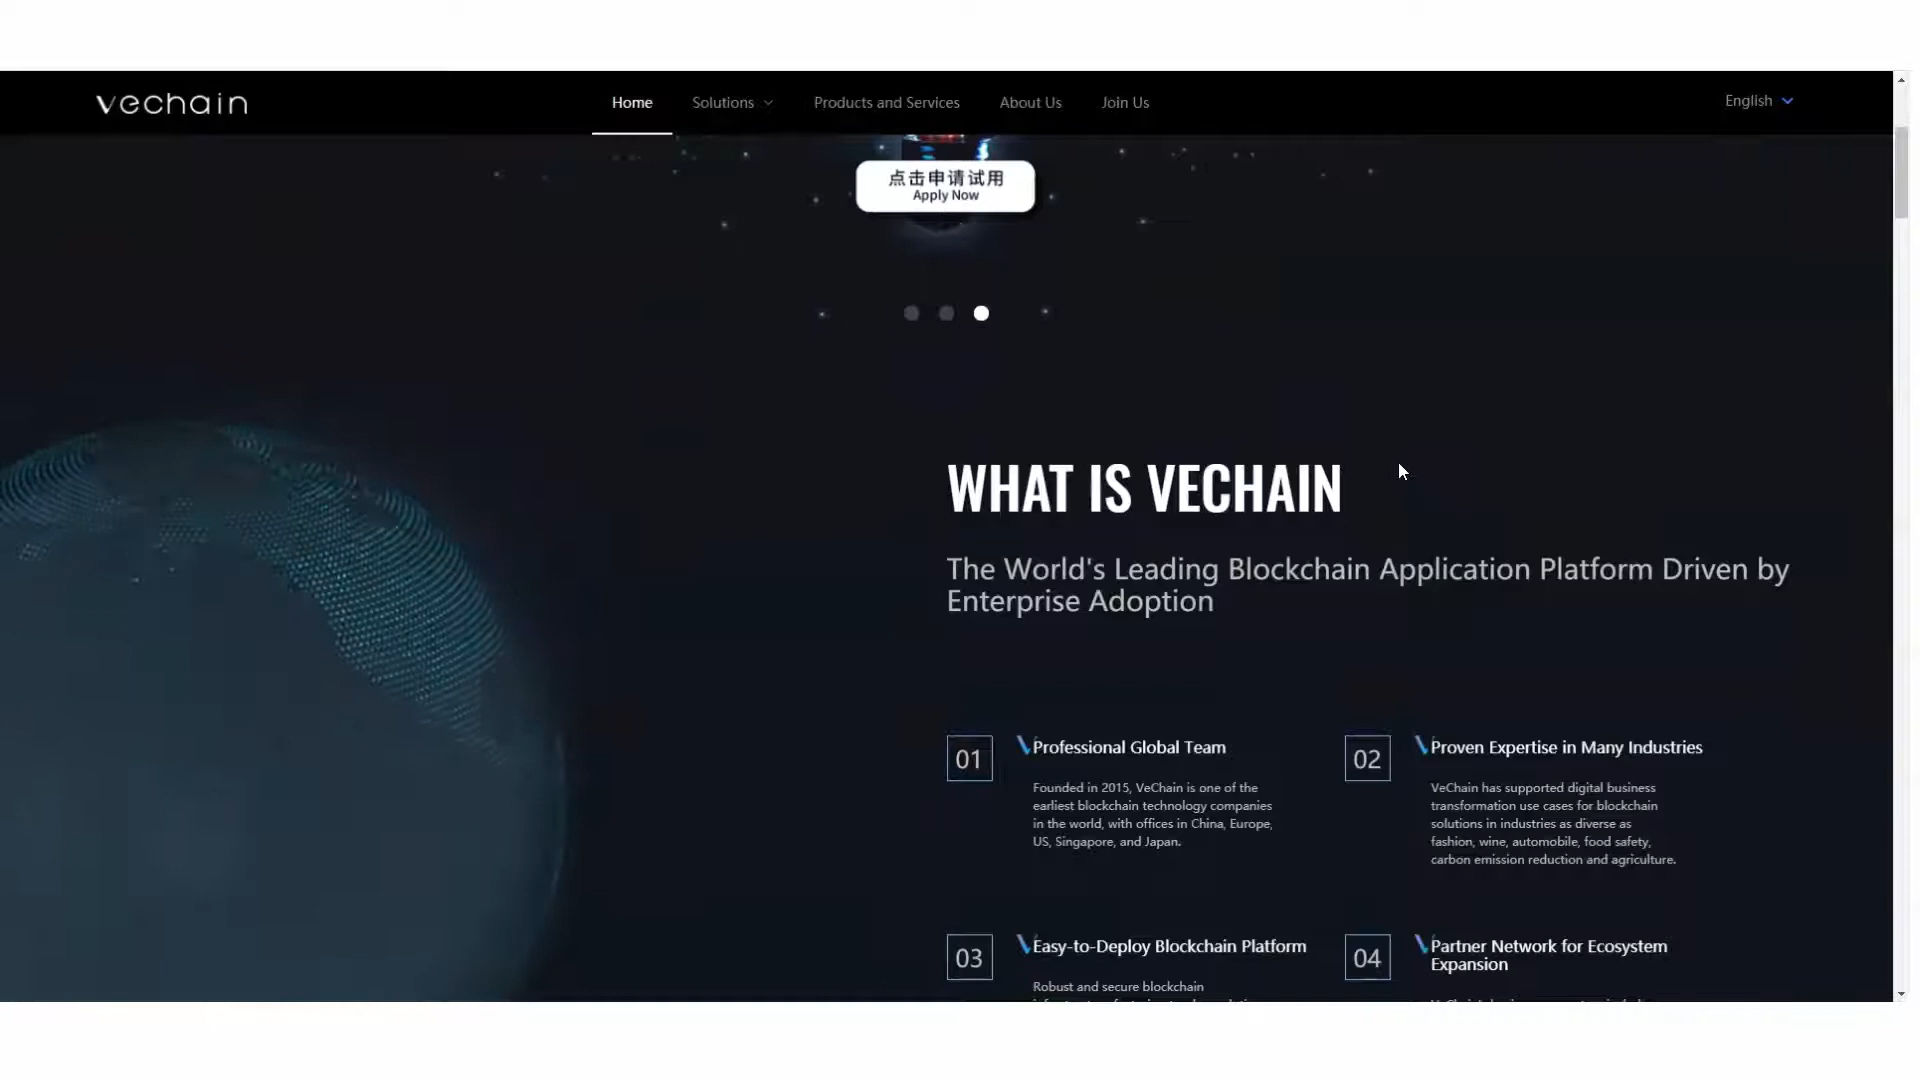 vechain
Home
Solutions
Products and Services
About Us
Join Us
English
点击申请试用
Apply Now
WHAT IS VECHAIN
The World's Leading Blockchain Application Platform Driven by
Enterprise Adoption
01
Professional Global Team
Founded in 2015, VeChain is one of the
earliest blockchain technology companies
in the world, with offices in China, Europe,
US, Singapore, and Japan.
02
Proven Expertise in Many Industries
VeChain has supported digital business
transformation use cases for blockchain
solutions in industries as diverse as
fashion, wine, automobile, food safety,
carbon emission reduction and agriculture.
03
Easy-to-Deploy Blockchain Platform
Robust and secure blockchain
04
Partner Network for Ecosystem
Expansion